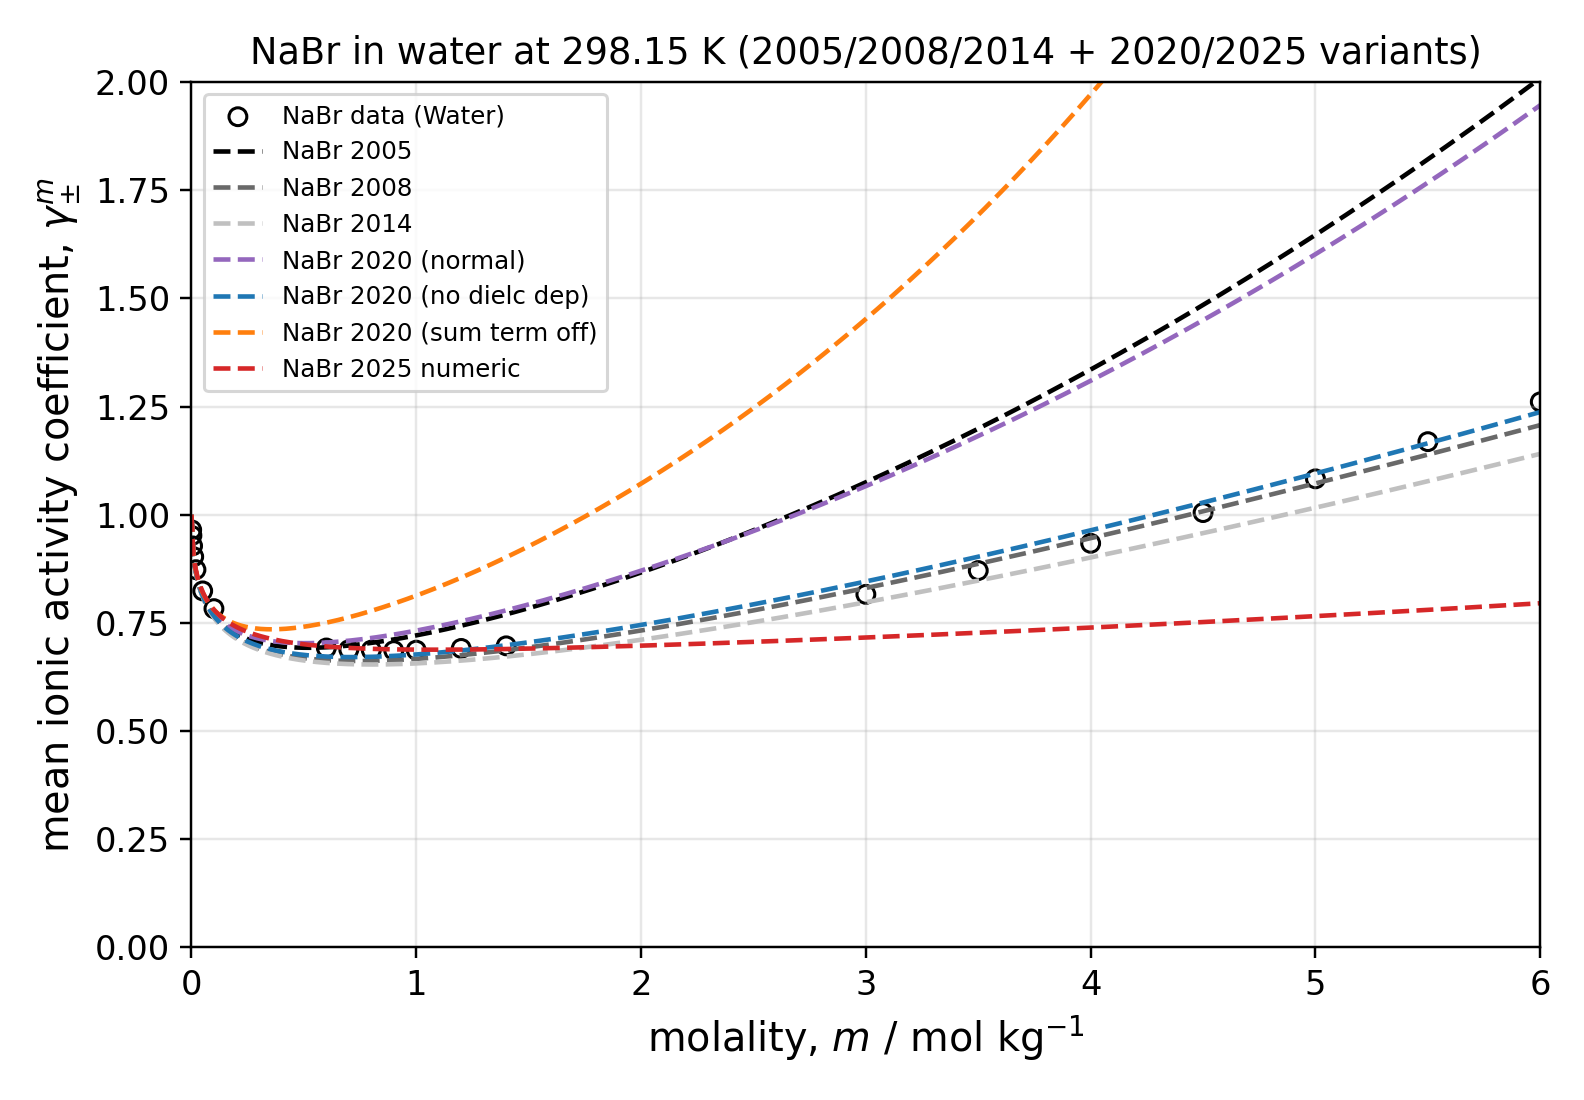 NaBr in water at 298.15 K (2005/2008/2014 + 2020/2025 variants)
mean ionic activity coefficient, γ±^m
2.00
1.75
1.50
1.25
1.00
0.75
0.50
0.25
0.00
NaBr data (Water)
NaBr 2005
NaBr 2008
NaBr 2014
NaBr 2020 (normal)
NaBr 2020 (no dielc dep)
NaBr 2020 (sum term off)
NaBr 2025 numeric
0 1 2 3 4 5 6
molality, m / mol kg⁻¹